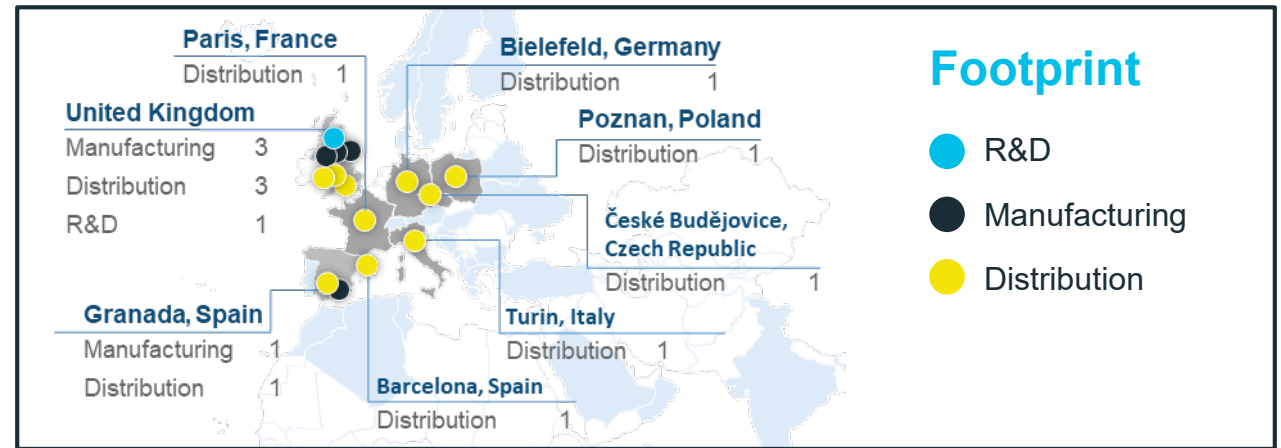 Paris, France
Distribution 1
United Kingdom
Manufacturing 3
Distribution 3
R&D 1
Granada, Spain
Manufacturing 1
Distribution 1
Barcelona, Spain
Distribution 1
Bielefeld, Germany
Distribution 1
Poznan, Poland
Distribution 1
České Budějovice,
Czech Republic
Distribution 1
Turin, Italy
Distribution 1
Footprint
R&D
Manufacturing
Distribution